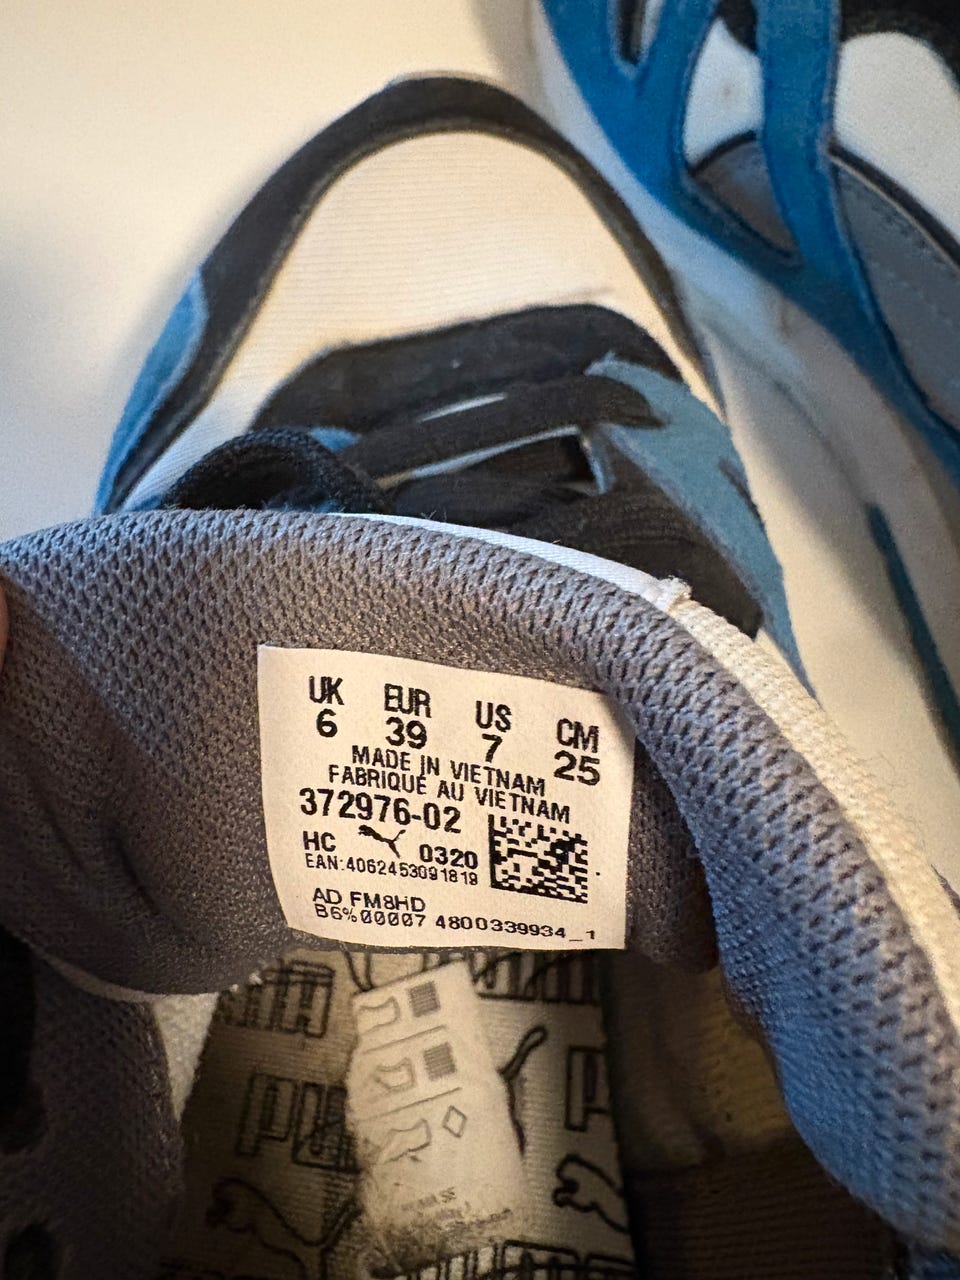 UK EUR US CM
6 39 7 25
MADE IN VIETNAM
FABRIQUÉ AU VIETNAM
372976-02
HC 0320
EAN:4062453091819
AD FM8HD
B6%00007 4800339934_1